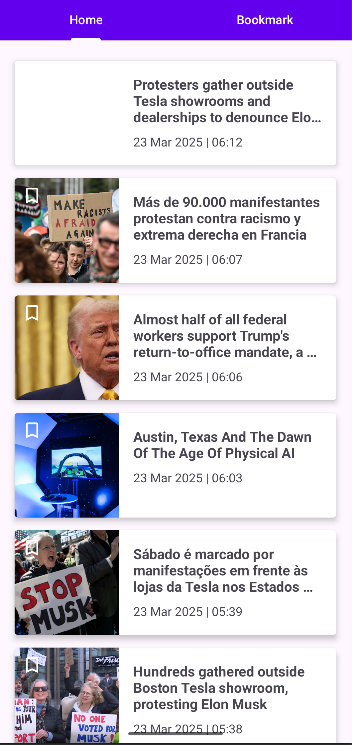 Home
Bookmark
Protesters gather outside
Tesla showrooms and
dealerships to denounce Elo...
23 Mar 2025 | 06:12
MAKE
RACISTS
AFRAID
AGAIN
Más de 90.000 manifestantes
protestan contra racismo y
extrema derecha en Francia
23 Mar 2025 | 06:07
Almost half of all federal
workers support Trump's
return-to-office mandate, a ...
23 Mar 2025 | 06:06
Austin, Texas And The Dawn
Of The Age Of Physical AI
23 Mar 2025 | 06:03
STOP
MUSK
Sábado é marcado por
manifestações em frente às
lojas da Tesla nos Estados ...
23 Mar 2025 | 05:39
HIM
PORT
NO ONE
VOTED FOR
MUSK
Hundreds gathered outside
Boston Tesla showroom,
protesting Elon Musk
23 Mar 2025 | 05:38